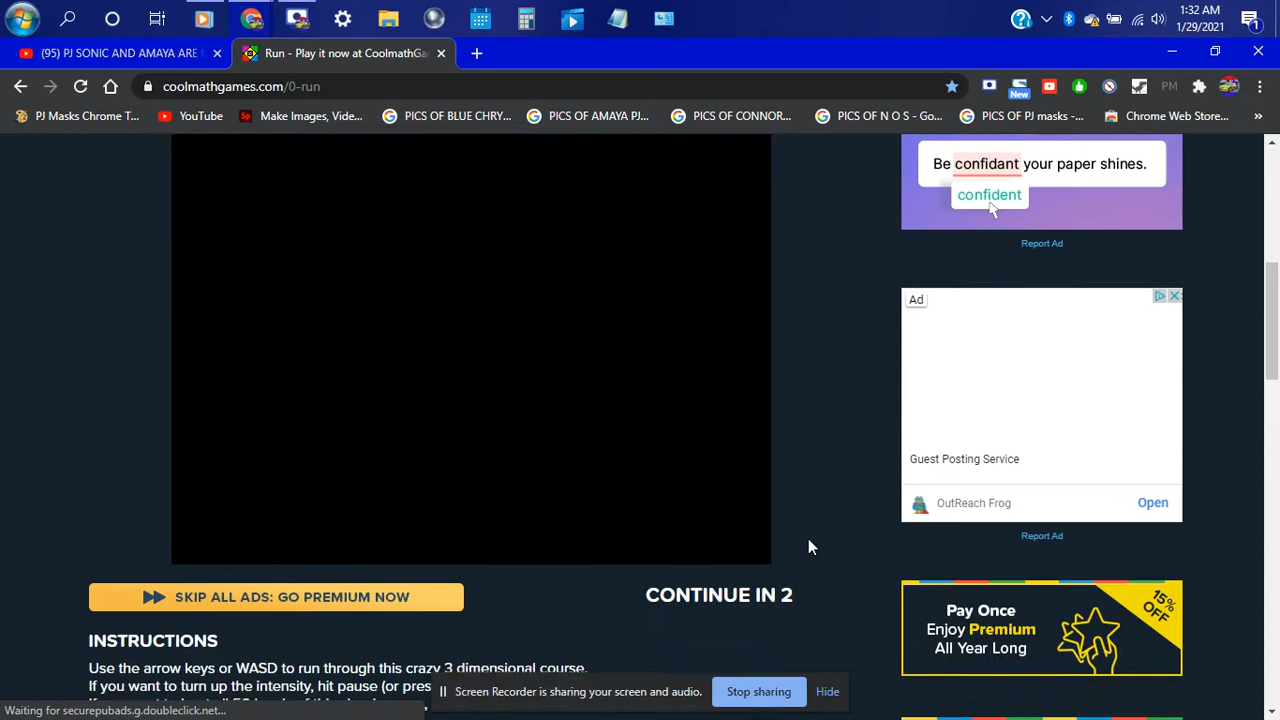 1:32 AM
1/29/2021
1
(95) PJ SONIC AND AMAYA ARE
Run - Play it now at CoolmathGa
coolmathgames.com/0-run
New
PM
PJ Masks Chrome T...
YouTube
Make Images, Vide...
PICS OF BLUE CHRY...
PICS OF AMAYA PJ...
PICS OF CONNOR...
PICS OF N O S - Go...
PICS OF PJ masks - ...
Chrome Web Store...
Be confidant your paper shines.
confident
Report Ad
Ad
Guest Posting Service
OutReach Frog
Open
Report Ad
SKIP ALL ADS: GO PREMIUM NOW
CONTINUE IN 2
Pay Once
Enjoy Premium
All Year Long
15%
OFF
INSTRUCTIONS
Use the arrow keys or WASD to run through this crazy 3 dimensional course.
If you want to turn up the intensity, hit pause (or pres
Screen Recorder is sharing your screen and audio.
Stop sharing
Hide
Waiting for securepubads.g.doubleclick.net...